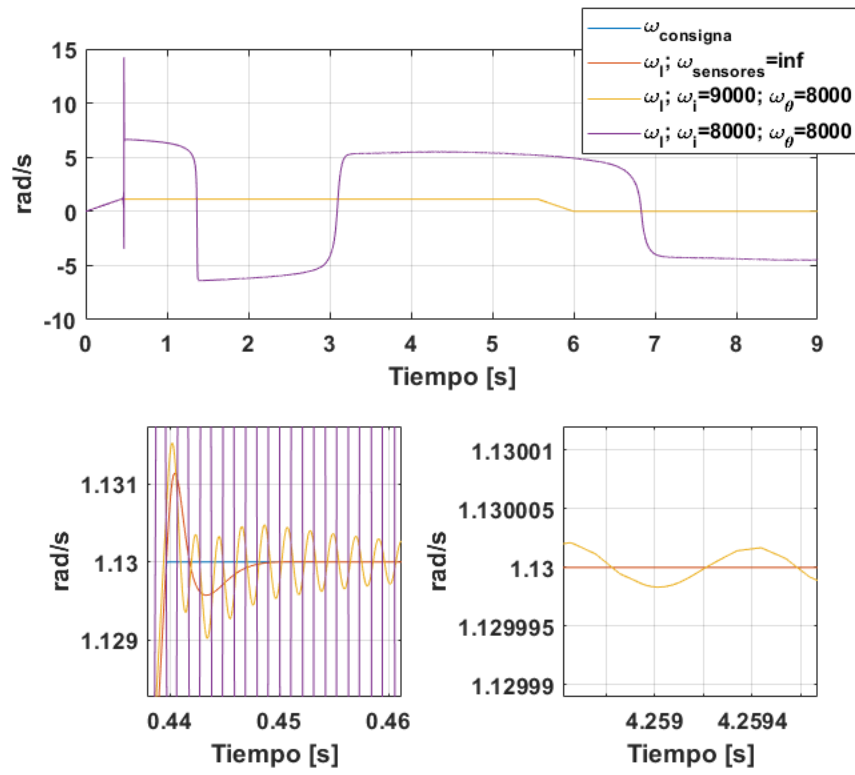 ω_consigna
ω_l; ω_sensores=inf
ω_l; ω_i=9000; ω_θ=8000
ω_l; ω_i=8000; ω_θ=8000
15
10
5
0
-5
-10
rad/s
0 1 2 3 4 5 6 7 8 9
Tiempo [s]
1.131
1.13
1.129
rad/s
0.44 0.45 0.46
Tiempo [s]
1.13001
1.130005
1.13
1.129995
1.12999
rad/s
4.259 4.2594
Tiempo [s]